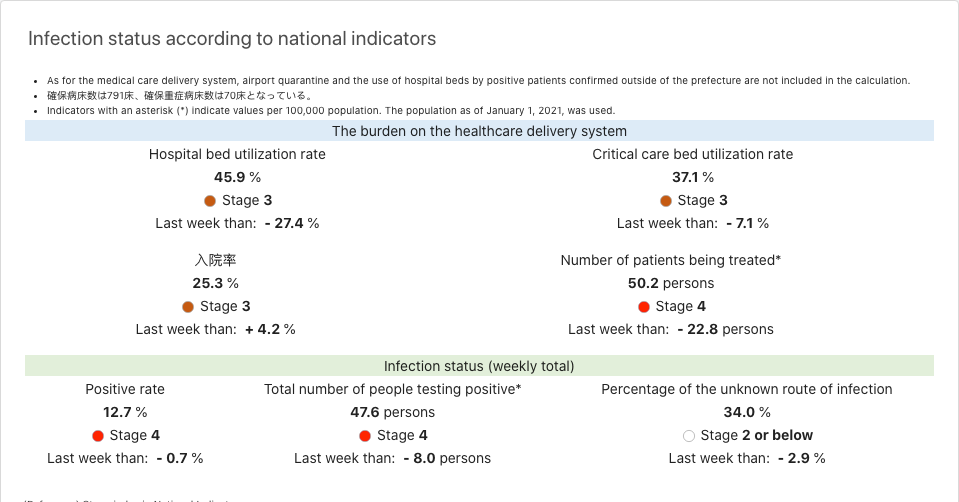 Infection status according to national indicators
• As for the medical care delivery system, airport quarantine and the use of hospital beds by positive patients confirmed outside of the prefecture are not included in the calculation.
• 確保病床数は791床、確保重症病床数は70床となっている。
• Indicators with an asterisk (*) indicate values per 100,000 population. The population as of January 1, 2021, was used.
The burden on the healthcare delivery system
Hospital bed utilization rate
45.9 %
Stage 3
Last week than: - 27.4 %
Critical care bed utilization rate
37.1 %
Stage 3
Last week than: - 7.1 %
入院率
25.3 %
Stage 3
Last week than: + 4.2 %
Number of patients being treated*
50.2 persons
Stage 4
Last week than: - 22.8 persons
Infection status (weekly total)
Positive rate
12.7 %
Stage 4
Last week than: - 0.7 %
Total number of people testing positive*
47.6 persons
Stage 4
Last week than: - 8.0 persons
Percentage of the unknown route of infection
34.0 %
Stage 2 or below
Last week than: - 2.9 %